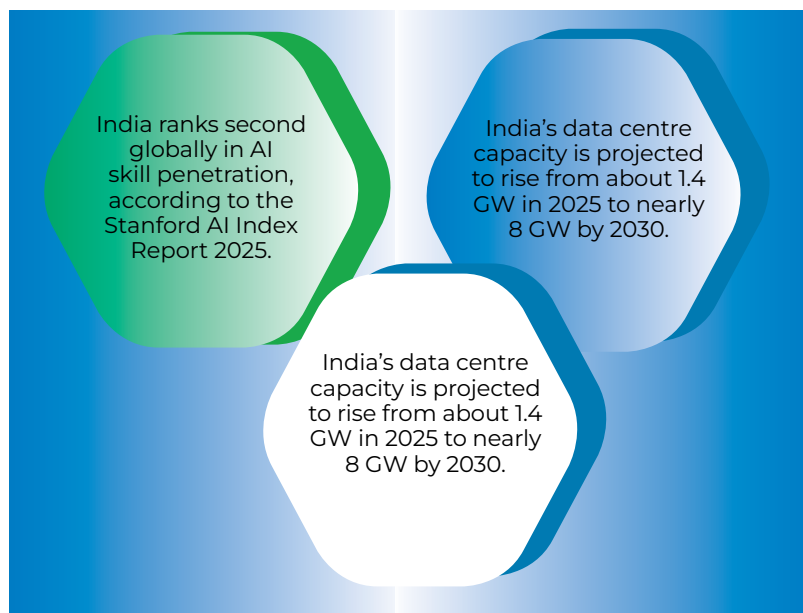 India ranks second
globally in AI
skill penetration,
according to the
Stanford AI Index
Report 2025.
India’s data centre
capacity is projected
to rise from about 1.4
GW in 2025 to nearly
8 GW by 2030.
India’s data centre
capacity is projected
to rise from about 1.4
GW in 2025 to nearly
8 GW by 2030.